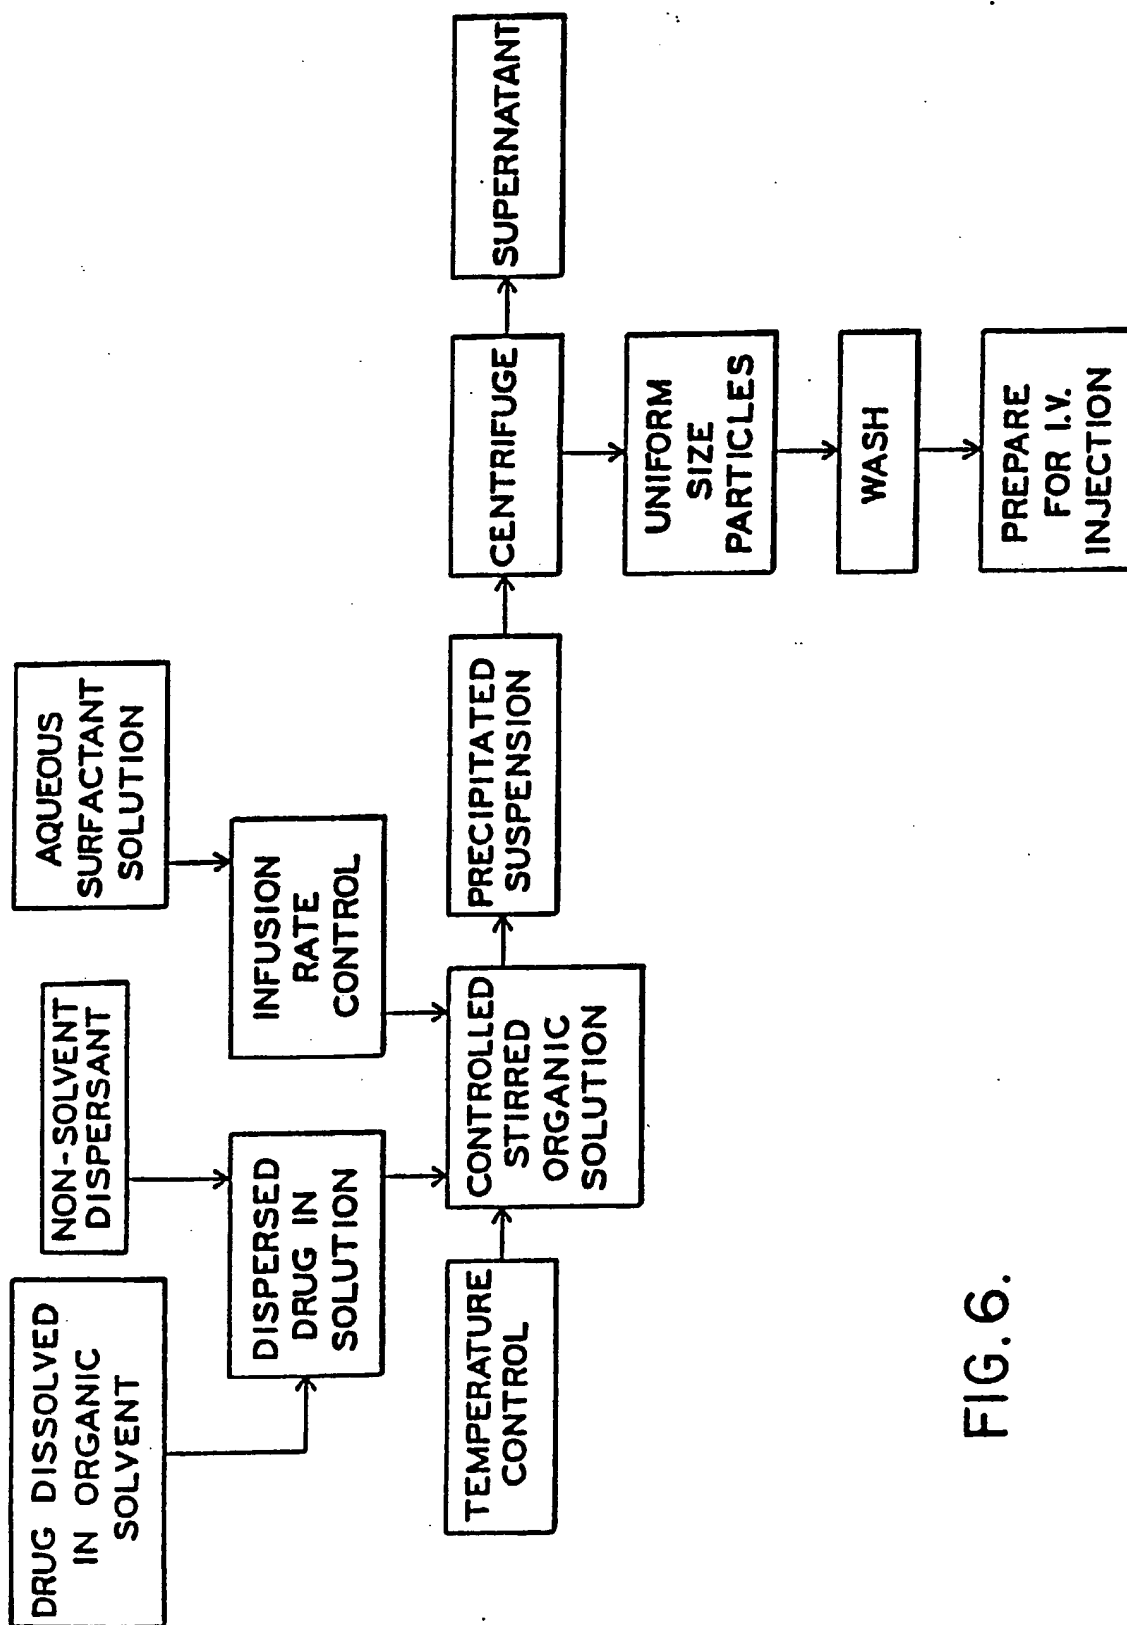 DRUG DISSOLVED
IN ORGANIC
SOLVENT
NON-SOLVENT
DISPERSANT
AQUEOUS
SURFACTANT
SOLUTION
DISPERSED
DRUG IN
SOLUTION
INFUSION
RATE
CONTROL
TEMPERATURE
CONTROL
CONTROLLED
STIRRED
ORGANIC
SOLUTION
PRECIPITATED
SUSPENSION
CENTRIFUGE
SUPERNATANT
UNIFORM
SIZE
PARTICLES
WASH
PREPARE
FOR I.V.
INJECTION
FIG. 6.